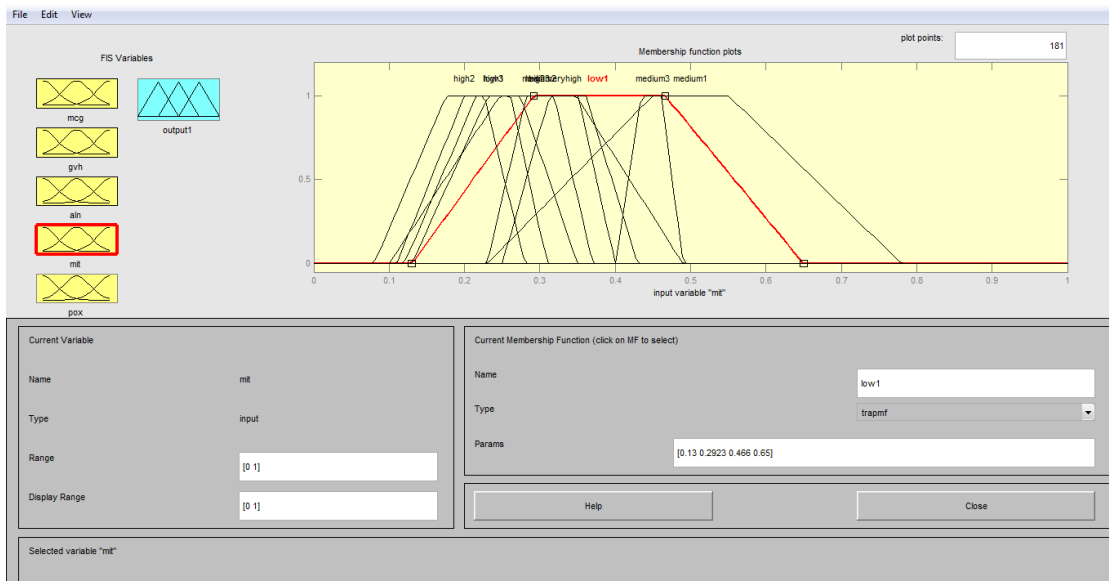 File Edit View
FIS Variables
mcg
gvh
aln
mit
pox
output1
plot points:
181
Membership function plots
high2
low1
medium3 medium1
1
0.5
0
0 0.1 0.2 0.3 0.4 0.5 0.6 0.7 0.8 0.9 1
input variable "mit"
Current Variable
Name mit
Type input
Range [0 1]
Display Range [0 1]
Current Membership Function (click on MF to select)
Name low1
Type trapmf
Params [0.13 0.2923 0.466 0.65]
Help Close
Selected variable "mit"